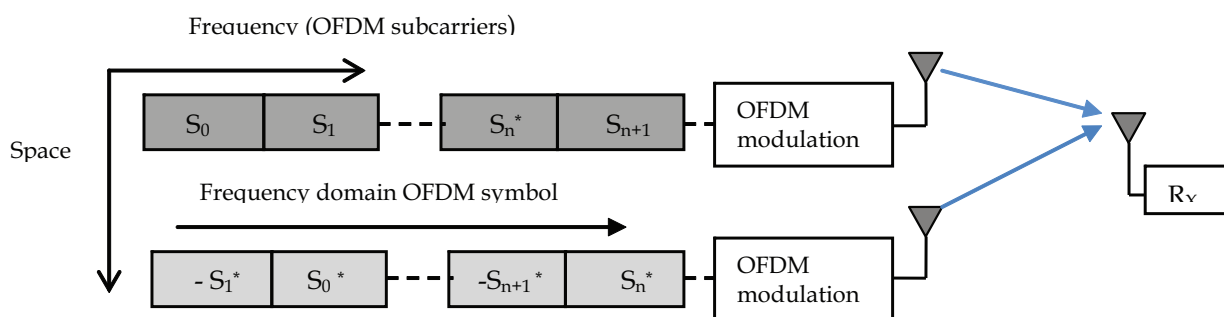 Frequency (OFDM subcarriers)
S₀ S₁ Sₙ* Sₙ₊₁
OFDM
modulation
Space
Frequency domain OFDM symbol
Rₓ
- S₁* S₀* -Sₙ₊₁* Sₙ*
OFDM
modulation